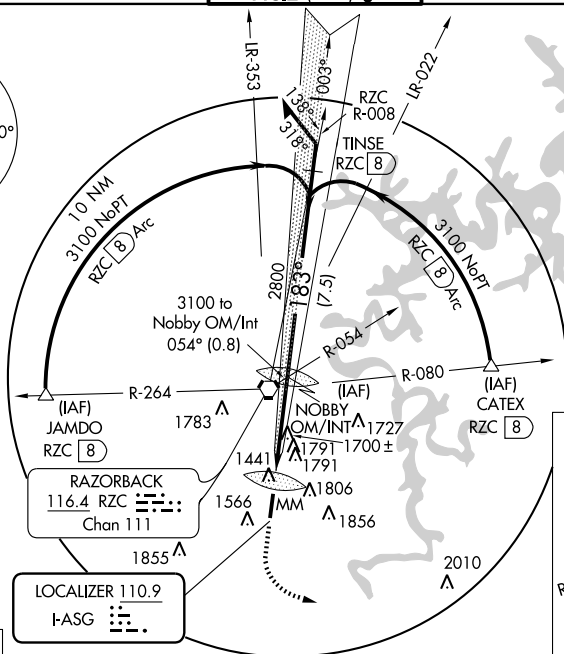 LR-353
003°
LR-022
138°
318°
RZC
R-008
TINSE
RZC 8
10 NM
3100 NoPT
RZC 8 Arc
3100 NoPT
RZC 8 Arc
2800
183°
(7.5)
3100 to
Nobby OM/Int
054° (0.8)
R-054
R-264
R-080
(IAF)
JAMDO
RZC 8
(IAF)
NOBBY
OM/INT
(IAF)
CATEX
RZC 8
1783
1727
1791
1700 ±
1791
1441
1806
MM
1566
1856
1855
2010
RAZORBACK
116.4 RZC
Chan 111
LOCALIZER 110.9
I-ASG